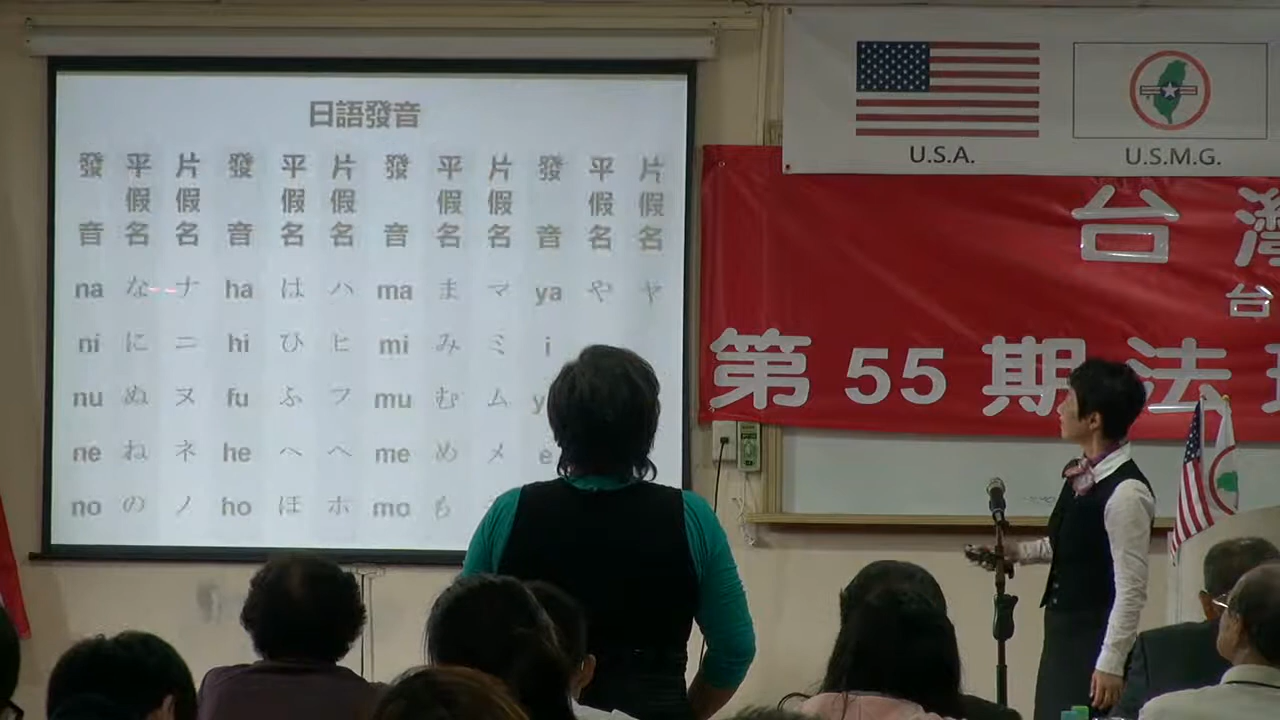 日語發音
發音 平假名 片假名 發音 平假名 片假名 發音 平假名 片假名 發音 平假名 片假名
na な ナ ha は ハ ma ま マ ya や ヤ
ni に ニ hi ひ ヒ mi み ミ i
nu ぬ ヌ fu ふ フ mu む ム y
ne ね ネ he へ ヘ me め メ e
no の ノ ho ほ ホ mo も
U.S.A.
U.S.M.G.
台灣
台
第 55 期 法